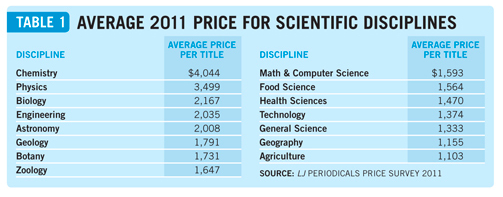 TABLE 1 AVERAGE 2011 PRICE FOR SCIENTIFIC DISCIPLINES
DISCIPLINE AVERAGE PRICE PER TITLE
Chemistry $4,044
Physics 3,499
Biology 2,167
Engineering 2,035
Astronomy 2,008
Geology 1,791
Botany 1,731
Zoology 1,647
DISCIPLINE AVERAGE PRICE PER TITLE
Math & Computer Science $1,593
Food Science 1,564
Health Sciences 1,470
Technology 1,374
General Science 1,333
Geography 1,155
Agriculture 1,103
SOURCE: LJ PERIODICALS PRICE SURVEY 2011